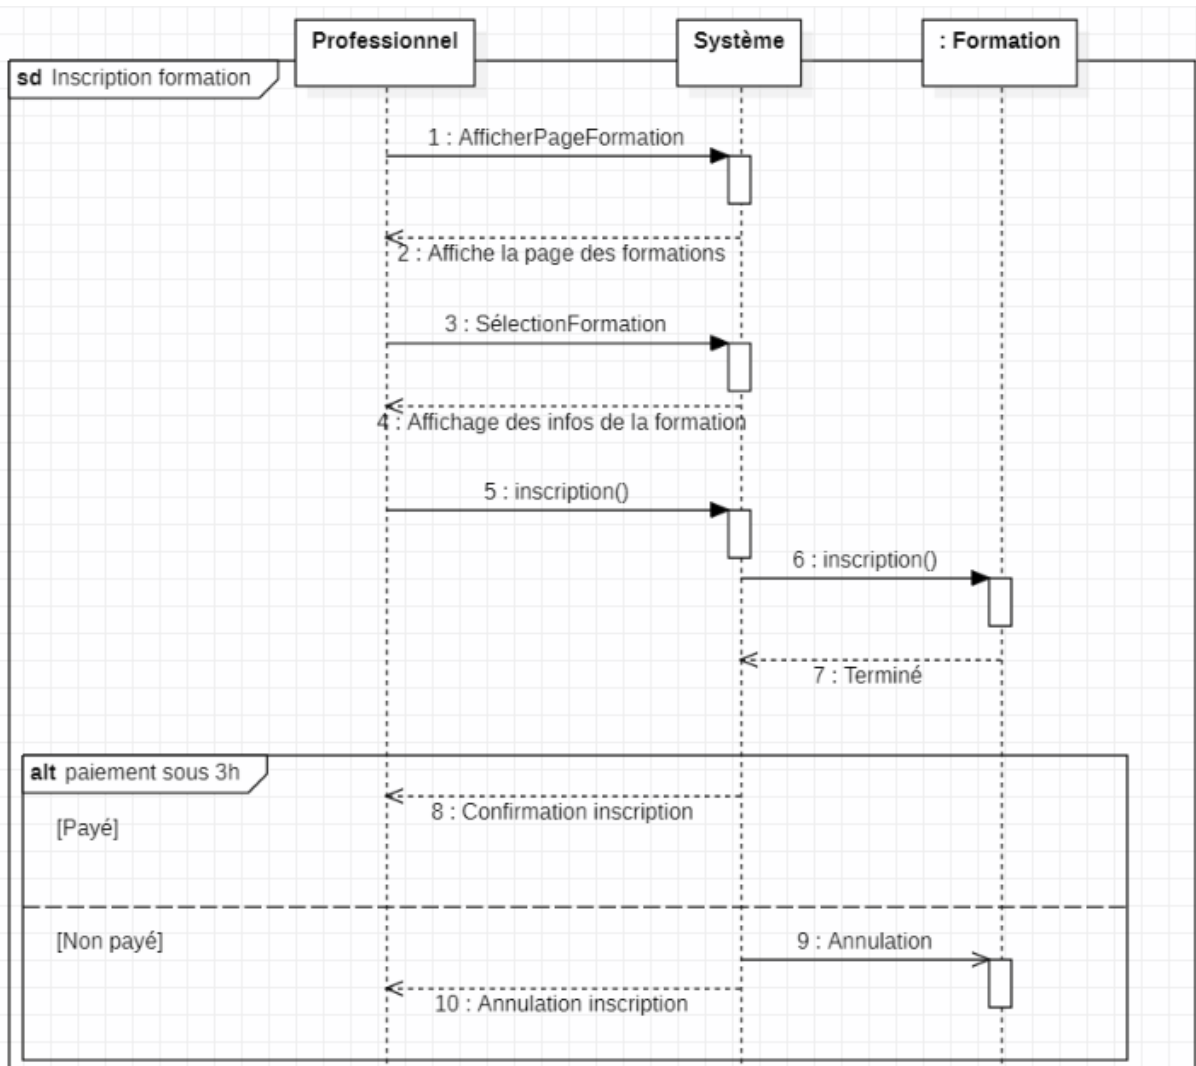 Professionnel
Système
: Formation
sd Inscription formation
1 : AfficherPageFormation
2 : Affiche la page des formations
3 : SélectionFormation
4 : Affichage des infos de la formation
5 : inscription()
6 : inscription()
7 : Terminé
alt paiement sous 3h
8 : Confirmation inscription
[Payé]
[Non payé]
9 : Annulation
10 : Annulation inscription